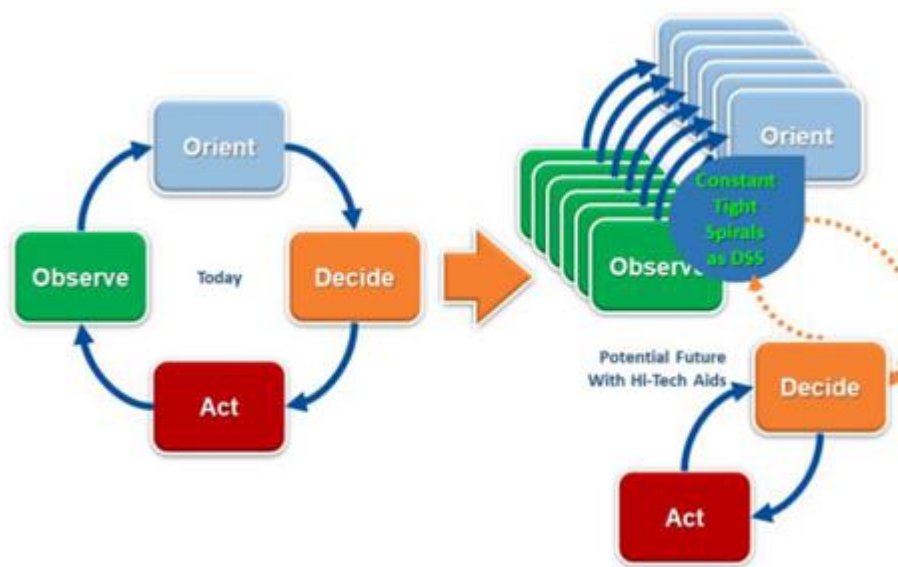 Orient
Observe
Today
Decide
Act
Orient
Constant
Tight
Spirals
as DSS
Observe
Potential Future
With Hi-Tech Aids
Decide
Act